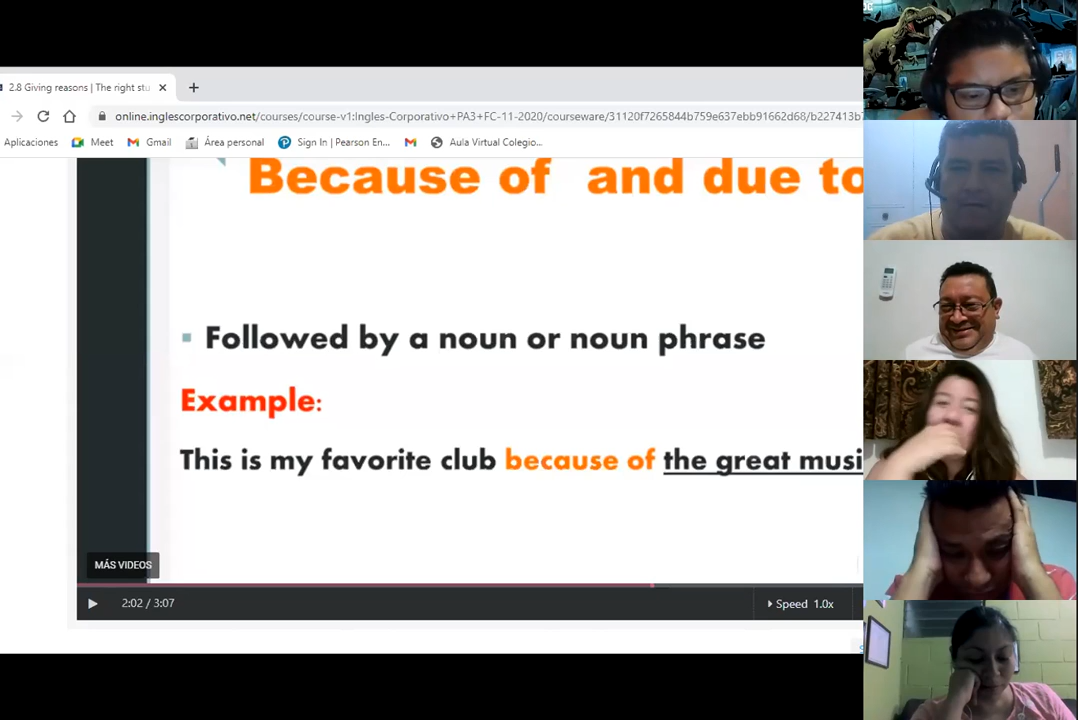 2.8 Giving reasons | The right stu
online.inglescorporativo.net/courses/course-v1:Ingles-Corporativo+PA3+FC-11-2020/courseware/31120f7265844b759e637ebb91662d68/b227413b7
Aplicaciones Meet Gmail Área personal Sign In | Pearson En... Aula Virtual Colegio...
Because of and due to
Followed by a noun or noun phrase
Example:
This is my favorite club because of the great musi
MÁS VIDEOS
2:02 / 3:07 Speed 1.0x